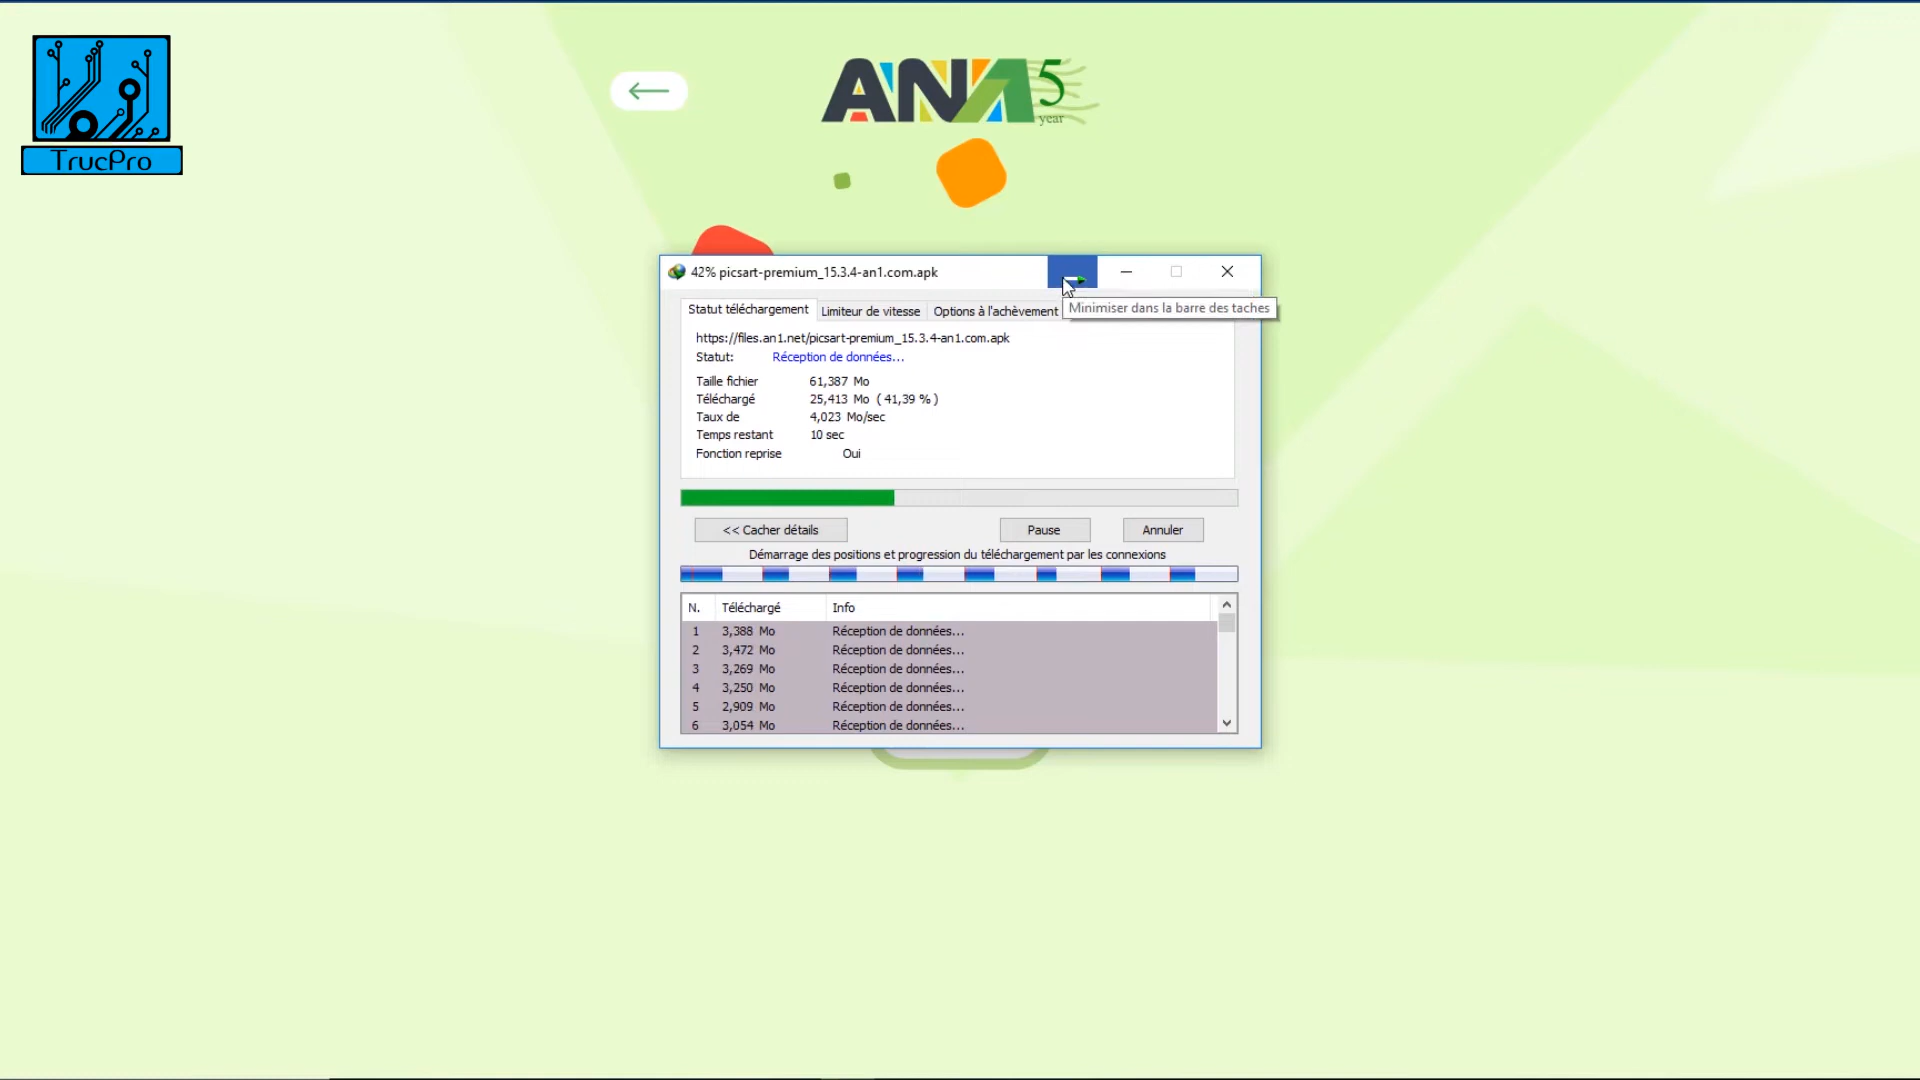 TrucPro
ANA
5
year
42% picsart-premium_15.3.4-an1.com.apk
Minimiser dans la barre des taches
Statut téléchargement
Limiteur de vitesse
Options à l'achèvement
https://files.an1.net/picsart-premium_15.3.4-an1.com.apk
Statut: Réception de données...
Taille fichier 61,387 Mo
Téléchargé 25,413 Mo ( 41,39 % )
Taux de 4,023 Mo/sec
Temps restant 10 sec
Fonction reprise Oui
<< Cacher détails
Pause
Annuler
Démarrage des positions et progression du téléchargement par les connexions
N. Téléchargé Info
1 3,388 Mo Réception de données...
2 3,472 Mo Réception de données...
3 3,269 Mo Réception de données...
4 3,250 Mo Réception de données...
5 2,909 Mo Réception de données...
6 3,054 Mo Réception de données...